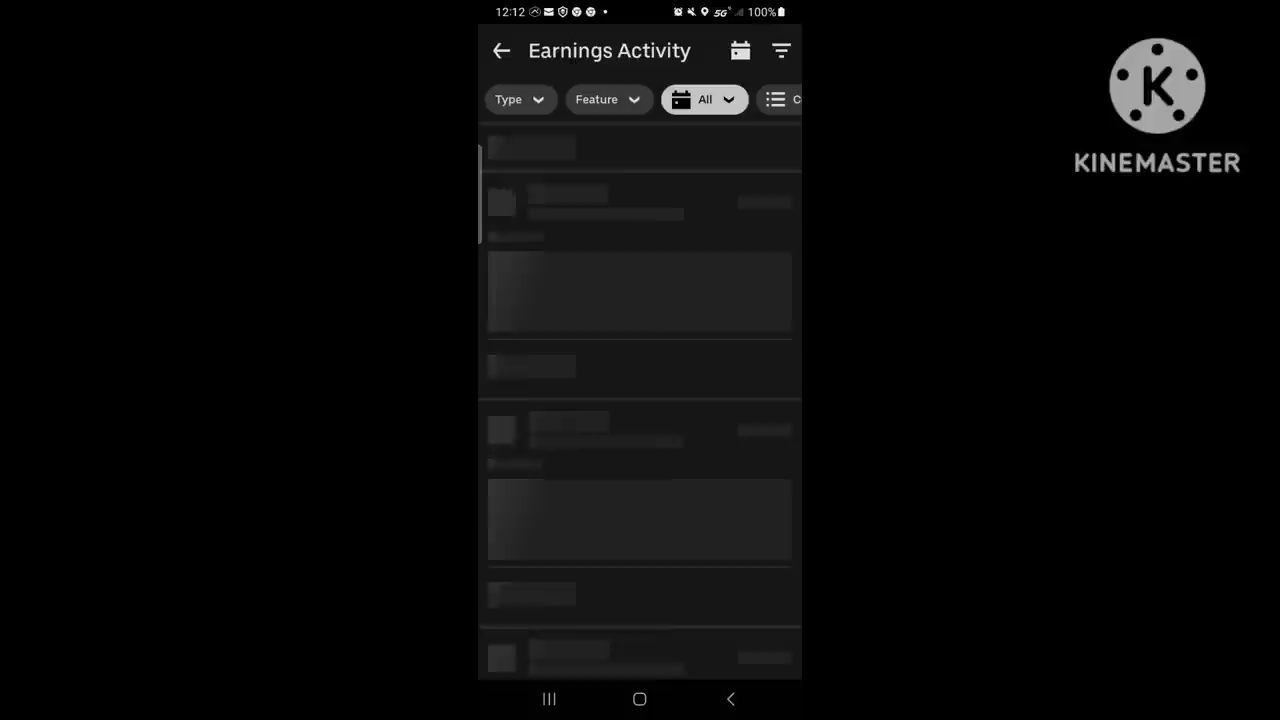 12:12 5G 100%
Earnings Activity
Type Feature All C
K
KINEMASTER